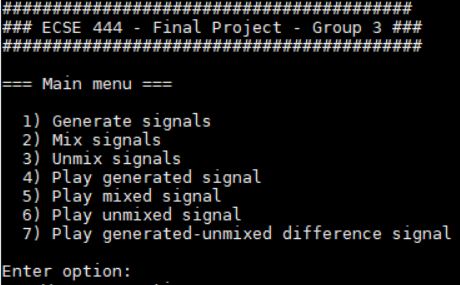 ##########################################
### ECSE 444 - Final Project - Group 3 ###
##########################################
=== Main menu ===
1) Generate signals
2) Mix signals
3) Unmix signals
4) Play generated signal
5) Play mixed signal
6) Play unmixed signal
7) Play generated-unmixed difference signal
Enter option: